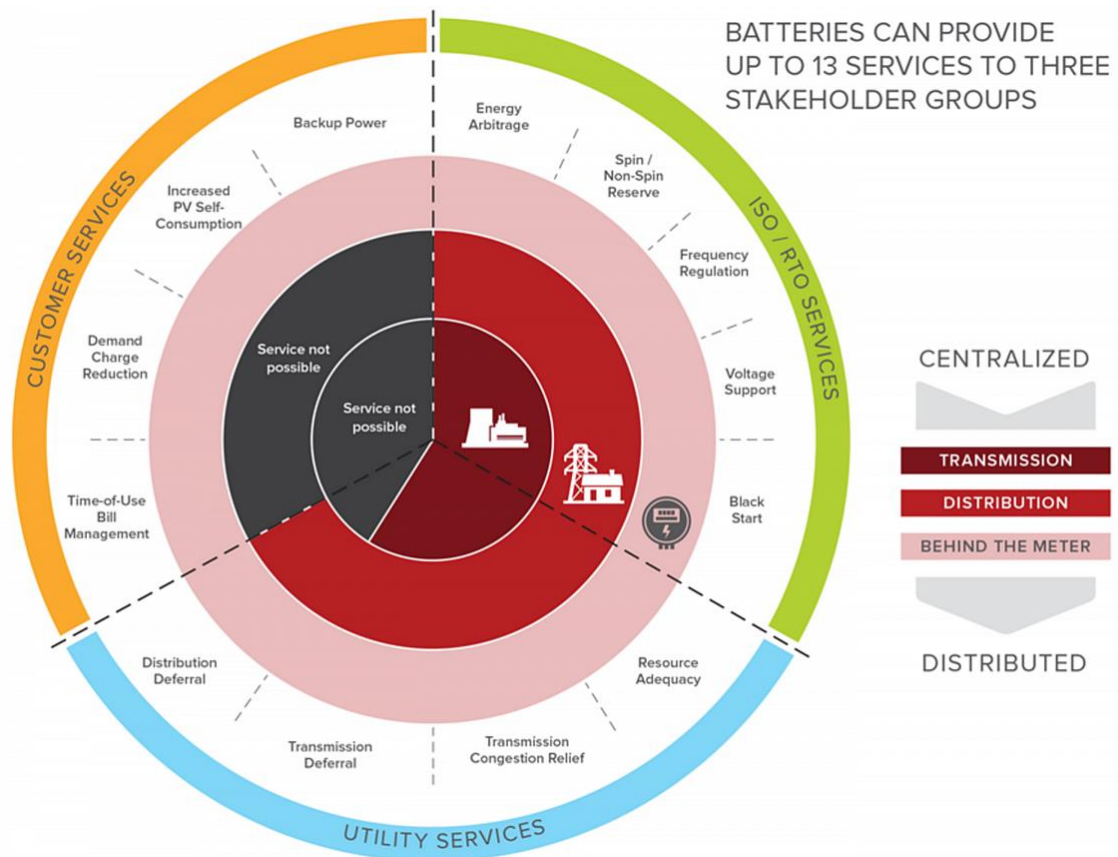 BATTERIES CAN PROVIDE
UP TO 13 SERVICES TO THREE
STAKEHOLDER GROUPS
CUSTOMER SERVICES
ISO / RTO SERVICES
UTILITY SERVICES
Backup Power
Increased
PV Self-
Consumption
Demand
Charge
Reduction
Time-of-Use
Bill
Management
Energy
Arbitrage
Spin /
Non-Spin
Reserve
Frequency
Regulation
Voltage
Support
Black
Start
Resource
Adequacy
Transmission
Congestion Relief
Transmission
Deferral
Distribution
Deferral
Service not
possible
Service not
possible
CENTRALIZED
TRANSMISSION
DISTRIBUTION
BEHIND THE METER
DISTRIBUTED